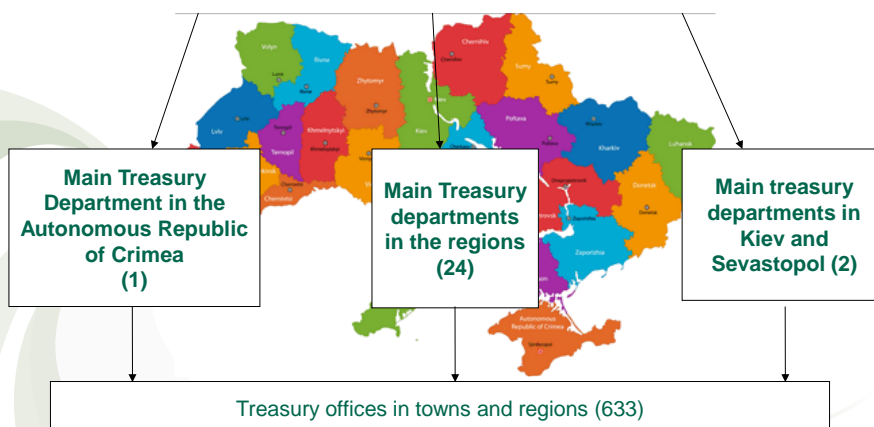 Volyn
Rivne
Chernihiv
Sumy
Zhytomyr
Lviv
Ternopil
Khmelnytskyi
Kiev
Poltava
Kharkiv
Luhansk
Main Treasury
Department in the
Autonomous Republic
of Crimea
(1)
Main Treasury
departments
in the regions
(24)
Main treasury
departments in
Kiev and
Sevastopol (2)
Donetsk
Zaporizhia
Autonomous
Republic of Crimea
Treasury offices in towns and regions (633)